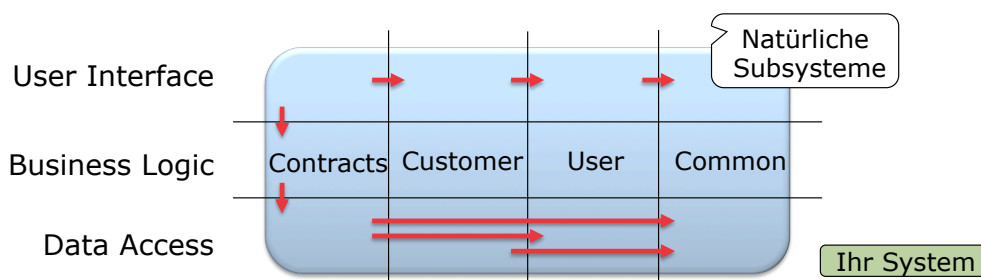 Natürliche
Subsysteme
User Interface
Business Logic
Contracts
Customer
User
Common
Data Access
Ihr System